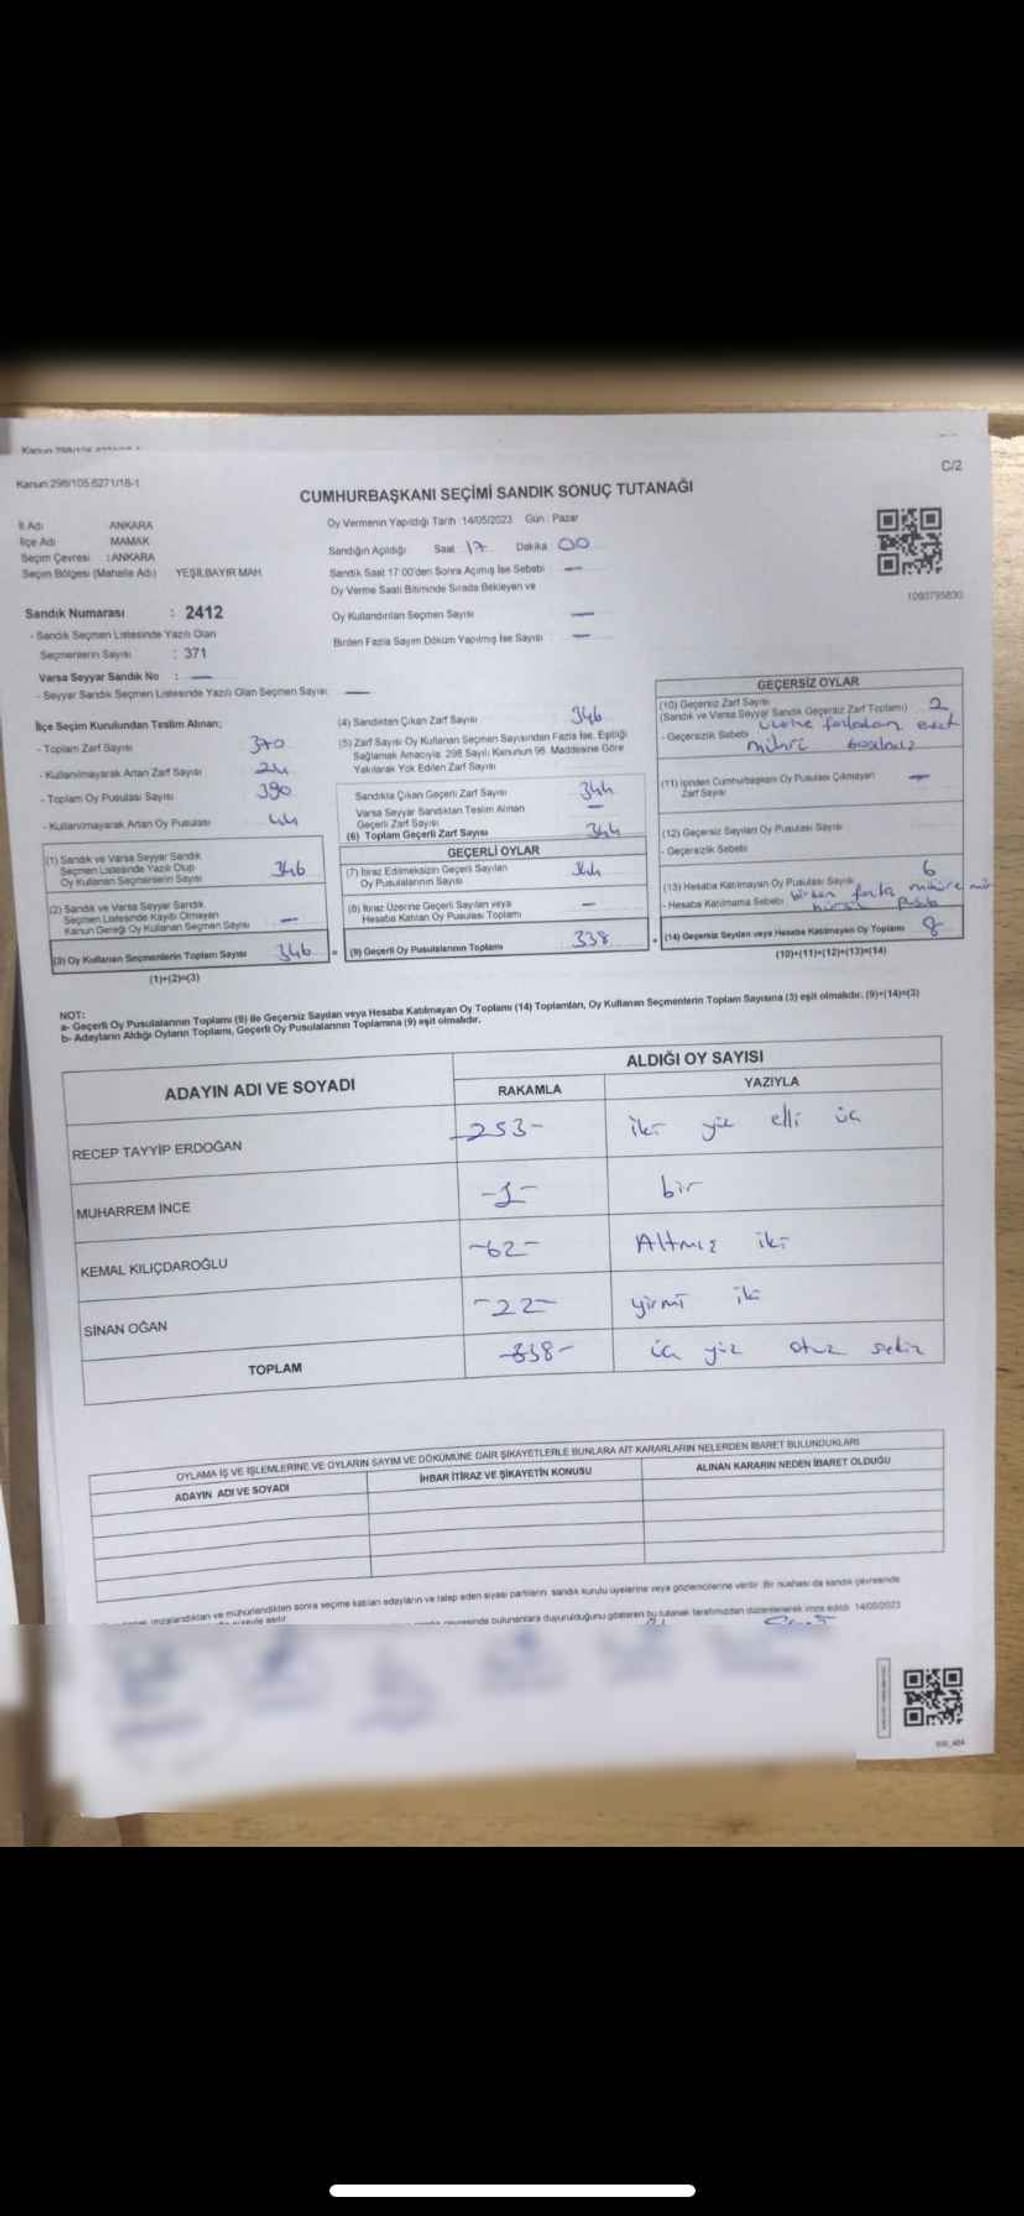 Kanun 298/105.6271/18-1
C/2
CUMHURBAŞKANI SEÇİMİ SANDIK SONUÇ TUTANAĞI
İl Adı ANKARA
İlçe Adı MAMAK
Seçim Çevresi : ANKARA
Seçim Bölgesi (Mahalle Adı) YEŞİLBAYIR MAH.
Sandık Numarası : 2412
- Sandık Seçmen Listesinde Yazılı Olan
Seçmenlerin Sayısı : 371
Varsa Seyyar Sandık No : —
- Seyyar Sandık Seçmen Listesinde Yazılı Olan Seçmen Sayısı —
Oy Vermenin Yapıldığı Tarih 14/05/2023 Gün : Pazar
Sandığın Açıldığı Saat 17 Dakika 00
Sandık Saat 17:00'den Sonra Açılmış İse Sebebi —
Oy Verme Saati Bitiminde Sırada Bekleyen ve
Oy Kullandırılan Seçmen Sayısı —
Birden Fazla Sayım Döküm Yapılmış İse Sayısı —
1090795830
İlçe Seçim Kurulundan Teslim Alınan;
- Toplam Zarf Sayısı 370
- Kullanılmayarak Artan Zarf Sayısı 24
- Toplam Oy Pusulası Sayısı 390
- Kullanılmayarak Artan Oy Pusulası 44
(1) Sandık ve Varsa Seyyar Sandık
Seçmen Listesinde Yazılı Olup
Oy Kullanan Seçmenlerin Sayısı 346
(2) Sandık ve Varsa Seyyar Sandık
Seçmen Listesinde Kayıtlı Olmayan
Kanun Gereği Oy Kullanan Seçmen Sayısı —
(3) Oy Kullanan Seçmenlerin Toplam Sayısı 346
(1)+(2)=(3)
(4) Sandıktan Çıkan Zarf Sayısı 346
(5) Zarf Sayısı Oy Kullanan Seçmen Sayısından Fazla İse, Eşitliği
Sağlamak Amacıyla, 298 Sayılı Kanunun 98. Maddesine Göre
Yakılarak Yok Edilen Zarf Sayısı
Sandıkta Çıkan Geçerli Zarf Sayısı 344
Varsa Seyyar Sandıktan Teslim Alınan
Geçerli Zarf Sayısı —
(6) Toplam Geçerli Zarf Sayısı 344
GEÇERLİ OYLAR
(7) İtiraz Edilmeksizin Geçerli Sayılan
Oy Pusulalarının Sayısı
(8) İtiraz Üzerine Geçerli Sayılan veya
Hesaba Katılan Oy Pusulası Toplamı —
= (9) Geçerli Oy Pusulalarının Toplamı 338
GEÇERSİZ OYLAR
(10) Geçersiz Zarf Sayısı 2
(Sandık ve Varsa Seyyar Sandık Geçersiz Zarf Toplamı)
- Geçersizlik Sebebi fazladan evet
mührü
(11) İçinden Cumhurbaşkanı Oy Pusulası Çıkmayan
Zarf Sayısı —
(12) Geçersiz Sayılan Oy Pusulası Sayısı
- Geçersizlik Sebebi
(13) Hesaba Katılmayan Oy Pusulası Sayısı 6
- Hesaba Katılmama Sebebi birden fazla
+ (14) Geçersiz Sayılan veya Hesaba Katılmayan Oy Toplamı 8
(10)+(11)+(12)+(13)=(14)
NOT:
a- Geçerli Oy Pusulalarının Toplamı (9) ile Geçersiz Sayılan veya Hesaba Katılmayan Oy Toplamı (14) Toplamları, Oy Kullanan Seçmenlerin Toplam Sayısına (3) eşit olmalıdır. (9)+(14)=(3)
b- Adayların Aldığı Oyların Toplamı, Geçerli Oy Pusulalarının Toplamına (9) eşit olmalıdır.
ADAYIN ADI VE SOYADI
ALDIĞI OY SAYISI
RAKAMLA YAZIYLA
RECEP TAYYİP ERDOĞAN -253- iki yüz elli üç
MUHARREM İNCE -1- bir
KEMAL KILIÇDAROĞLU -62- Altmış iki
SİNAN OĞAN -22- yirmi iki
TOPLAM -338- üç yüz otuz sekiz
OYLAMA İŞ VE İŞLEMLERİNE VE OYLARIN SAYIM VE DÖKÜMÜNE DAİR ŞİKAYETLERLE BUNLARA AİT KARARLARIN NELERDEN İBARET BULUNDUKLARI
ADAYIN ADI VE SOYADI İHBAR İTİRAZ VE ŞİKAYETİN KONUSU ALINAN KARARIN NEDEN İBARET OLDUĞU
imzalandıktan ve mühürlendikten sonra seçime katılan adayların ve talep eden siyasi partilerin sandık kurulu üyelerine veya gözlemcilerine verilir. Bir nüshası da sandık çevresinde
bulunanlara duyurulduğunu gösteren bu tutanak tarafımızdan düzenlenerek imza edildi. 14/05/2023